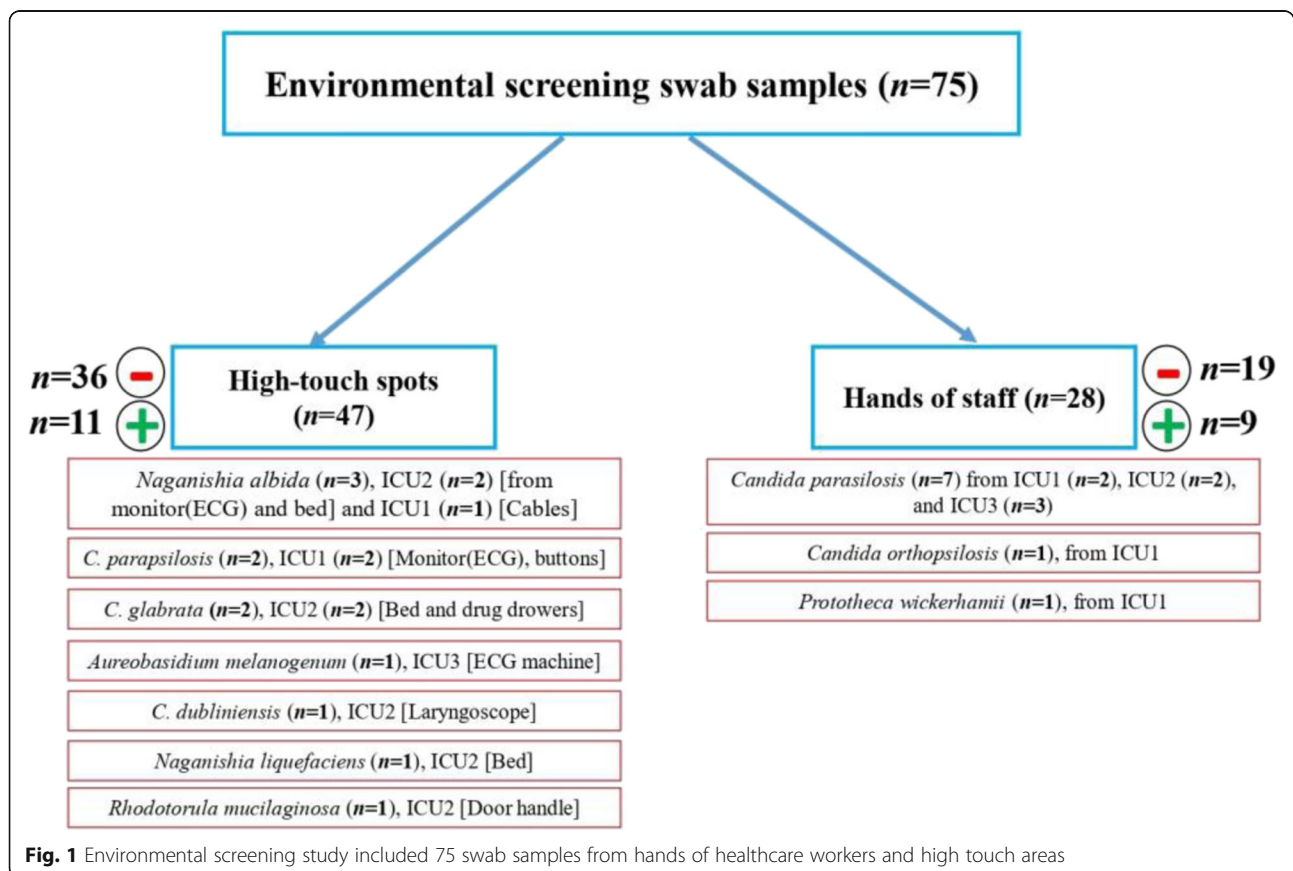 Environmental screening swab samples (n=75)
n=36 -
n=11 +
High-touch spots
(n=47)
Naganishia albida (n=3), ICU2 (n=2) [from
monitor(ECG) and bed] and ICU1 (n=1) [Cables]
C. parapsilosis (n=2), ICU1 (n=2) [Monitor(ECG), buttons]
C. glabrata (n=2), ICU2 (n=2) [Bed and drug drowers]
Aureobasidium melanogenum (n=1), ICU3 [ECG machine]
C. dubliniensis (n=1), ICU2 [Laryngoscope]
Naganishia liquefaciens (n=1), ICU2 [Bed]
Rhodotorula mucilaginosa (n=1), ICU2 [Door handle]
Hands of staff (n=28)
- n=19
+ n=9
Candida parasilosis (n=7) from ICU1 (n=2), ICU2 (n=2),
and ICU3 (n=3)
Candida orthopsilosis (n=1), from ICU1
Prototheca wickerhamii (n=1), from ICU1
Fig. 1 Environmental screening study included 75 swab samples from hands of healthcare workers and high touch areas